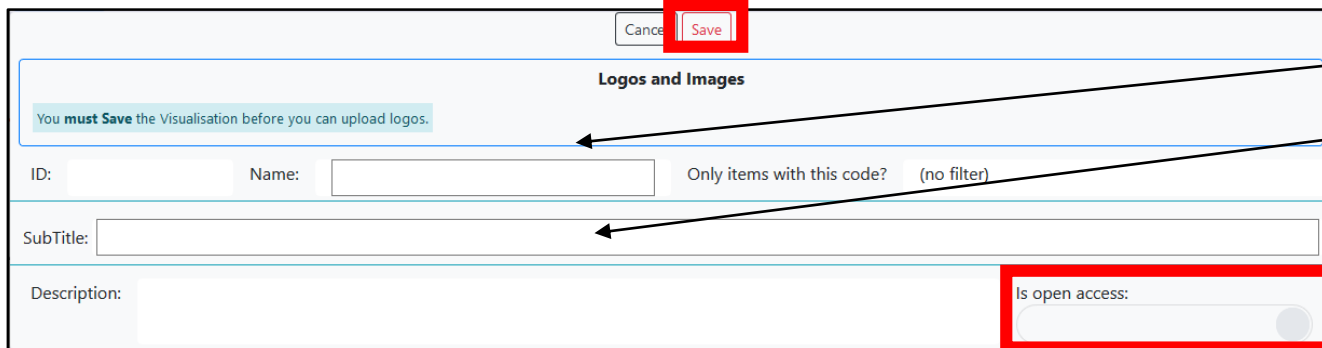 Cance Save
Logos and Images
You must Save the Visualisation before you can upload logos.
ID: Name: Only items with this code? (no filter)
SubTitle:
Description: Is open access: